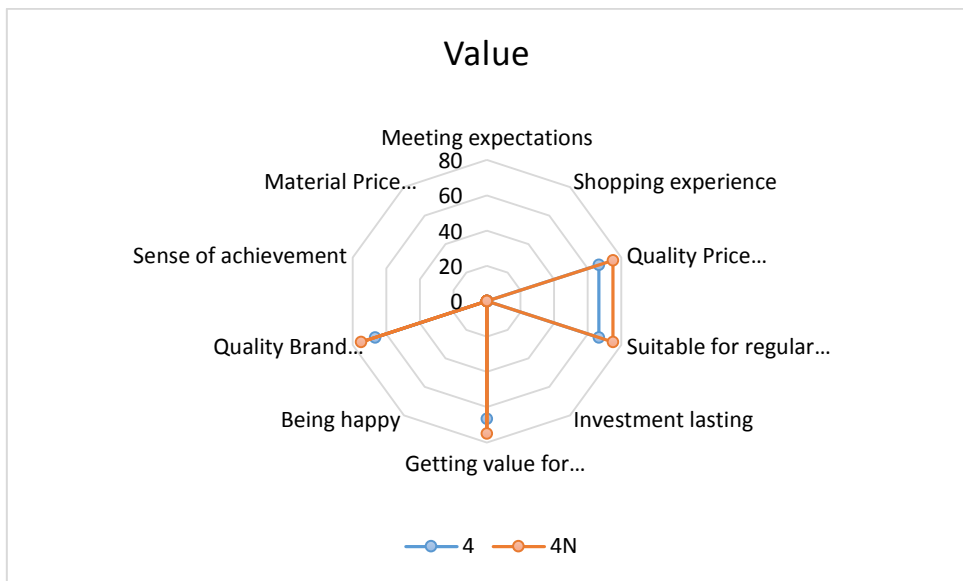 Value
Meeting expectations
80
Material Price...
Shopping experience
60
40
Sense of achievement
Quality Price...
20
0
Quality Brand...
Suitable for regular...
Being happy
Investment lasting
Getting value for...
4
4N